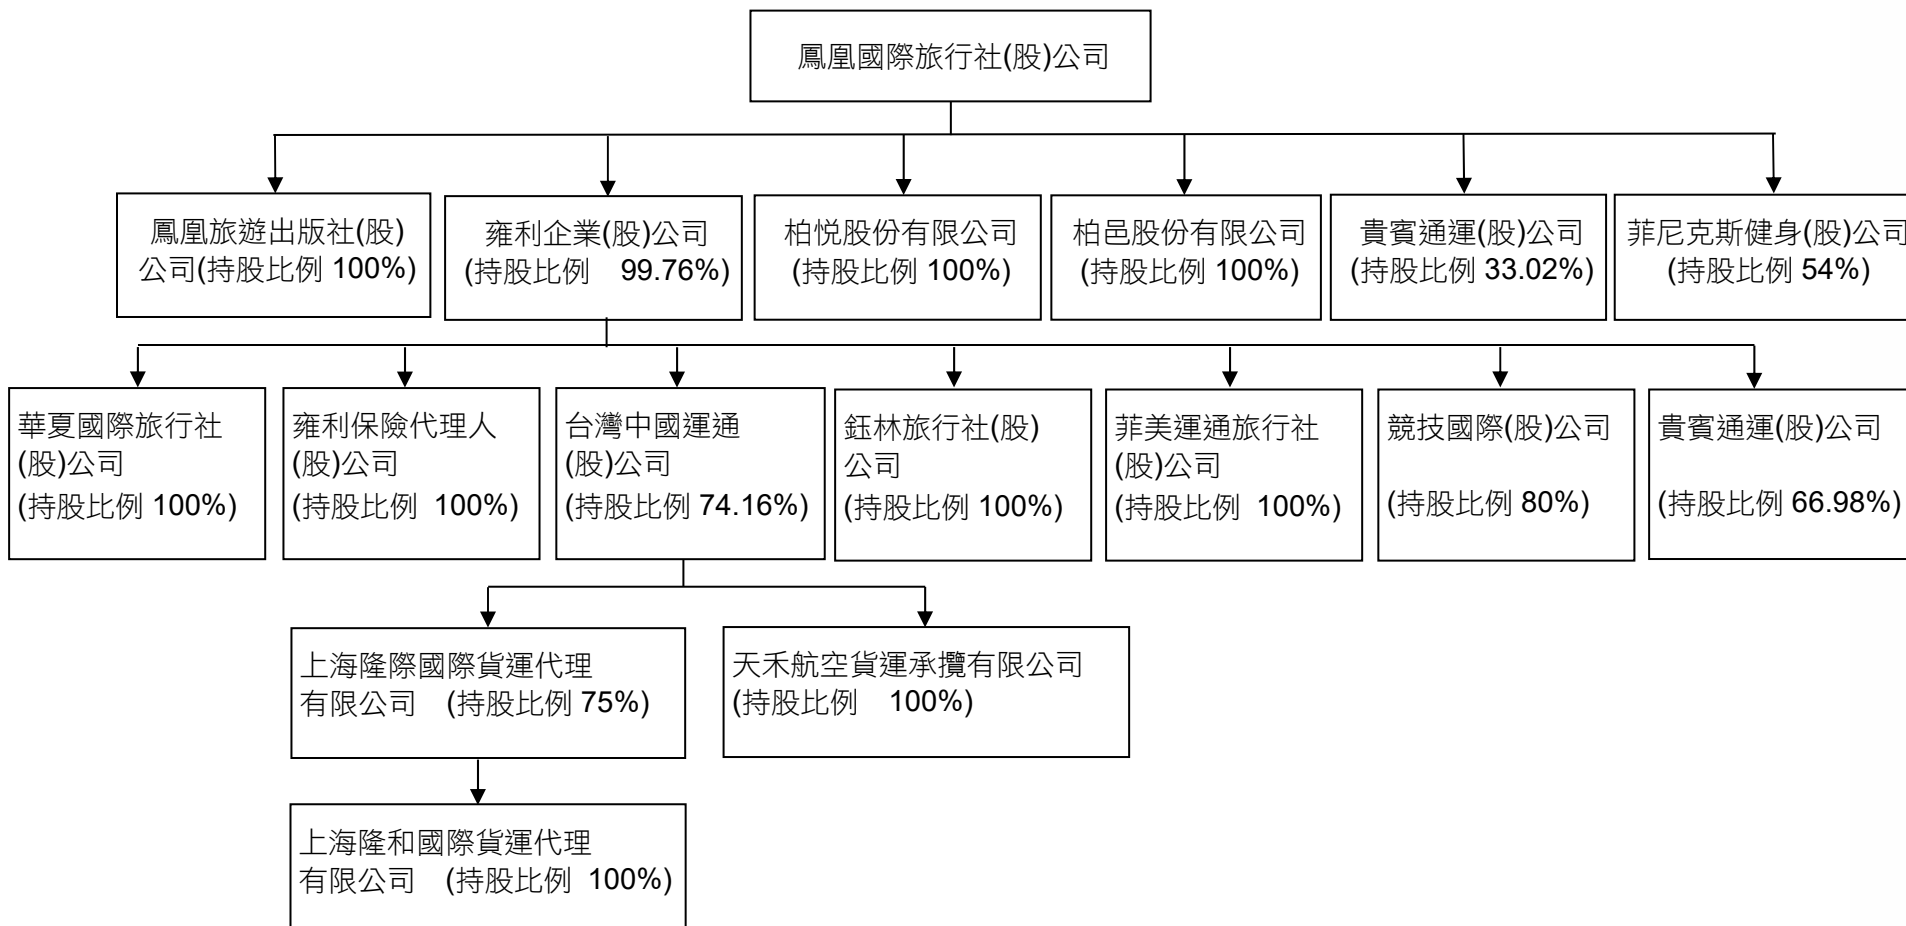 鳳凰國際旅行社(股)公司
鳳凰旅遊出版社(股)
公司(持股比例 100%)
雍利企業(股)公司
(持股比例 99.76%)
柏悅股份有限公司
(持股比例 100%)
柏邑股份有限公司
(持股比例 100%)
貴賓通運(股)公司
(持股比例 33.02%)
菲尼克斯健身(股)公司
(持股比例 54%)
華夏國際旅行社
(股)公司
(持股比例 100%)
雍利保險代理人
(股)公司
(持股比例 100%)
台灣中國運通
(股)公司
(持股比例 74.16%)
鈺林旅行社(股)
公司
(持股比例 100%)
菲美運通旅行社
(股)公司
(持股比例 100%)
競技國際(股)公司
(持股比例 80%)
貴賓通運(股)公司
(持股比例 66.98%)
上海隆際國際貨運代理
有限公司 (持股比例 75%)
天禾航空貨運承攬有限公司
(持股比例 100%)
上海隆和國際貨運代理
有限公司 (持股比例 100%)